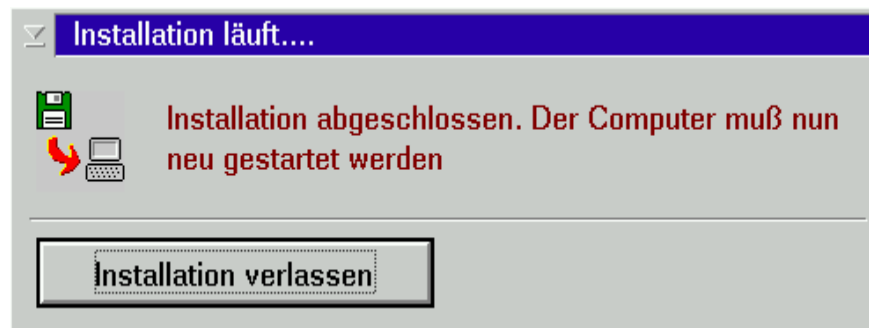 Installation läuft....
Installation abgeschlossen. Der Computer muß nun
neu gestartet werden
Installation verlassen